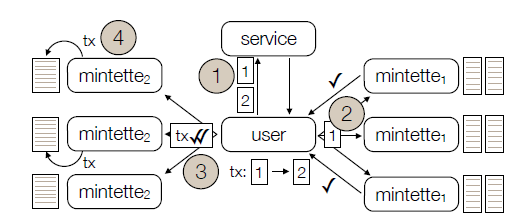 tx 4
service
mintette2
1
1
2
✓
mintette1
2
mintette2
tx ✓✓
user
1
mintette1
tx
3
tx: 1 → 2
✓
mintette2
mintette1